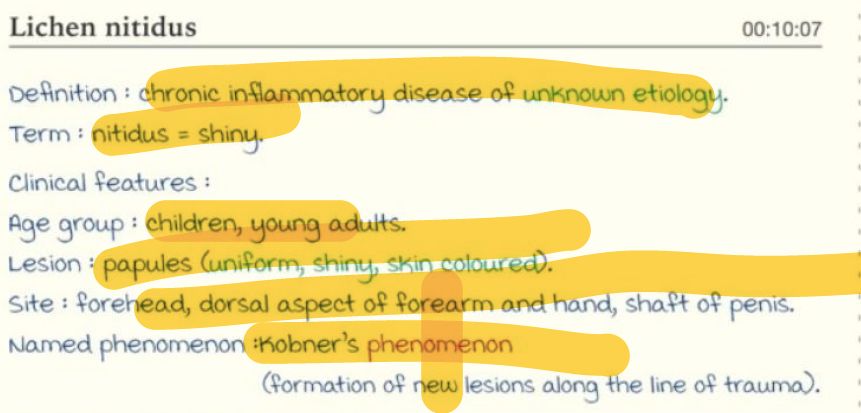 Lichen nitidus 00:10:07
Definition : chronic inflammatory disease of unknown etiology.
Term : nitidus = shiny.
Clinical features :
Age group : children, young adults.
Lesion : papules (uniform, shiny, skin coloured).
Site : forehead, dorsal aspect of forearm and hand, shaft of penis.
Named phenomenon :Kobner's phenomenon
(formation of new lesions along the line of trauma).